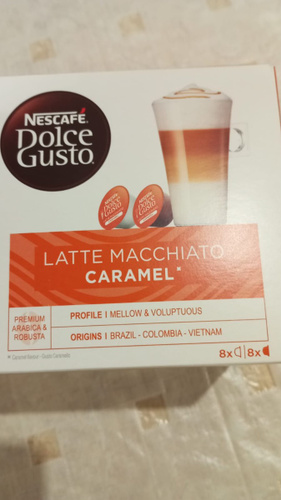 NESCAFÉ
Dolce
Gusto
LATTE MACCHIATO
CARAMEL*
PREMIUM
ARABICA &
ROBUSTA
PROFILE | MELLOW & VOLUPTUOUS
ORIGINS | BRAZIL - COLOMBIA - VIETNAM
8x 8x